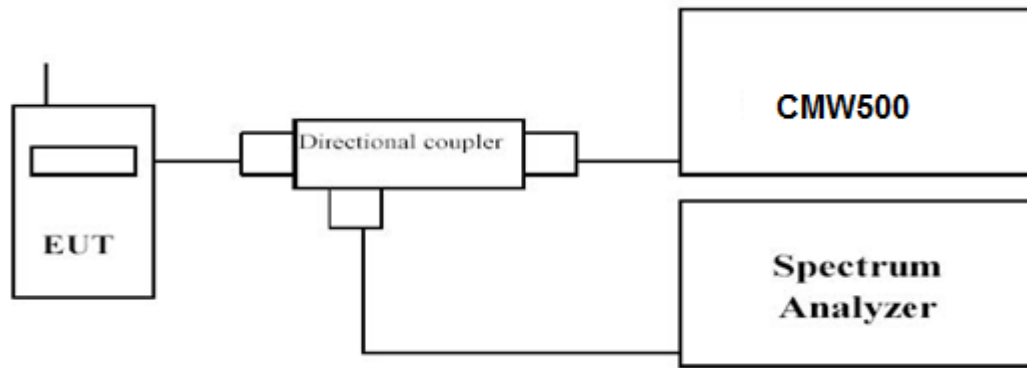 CMW500
Directional coupler
EUT
Spectrum
Analyzer